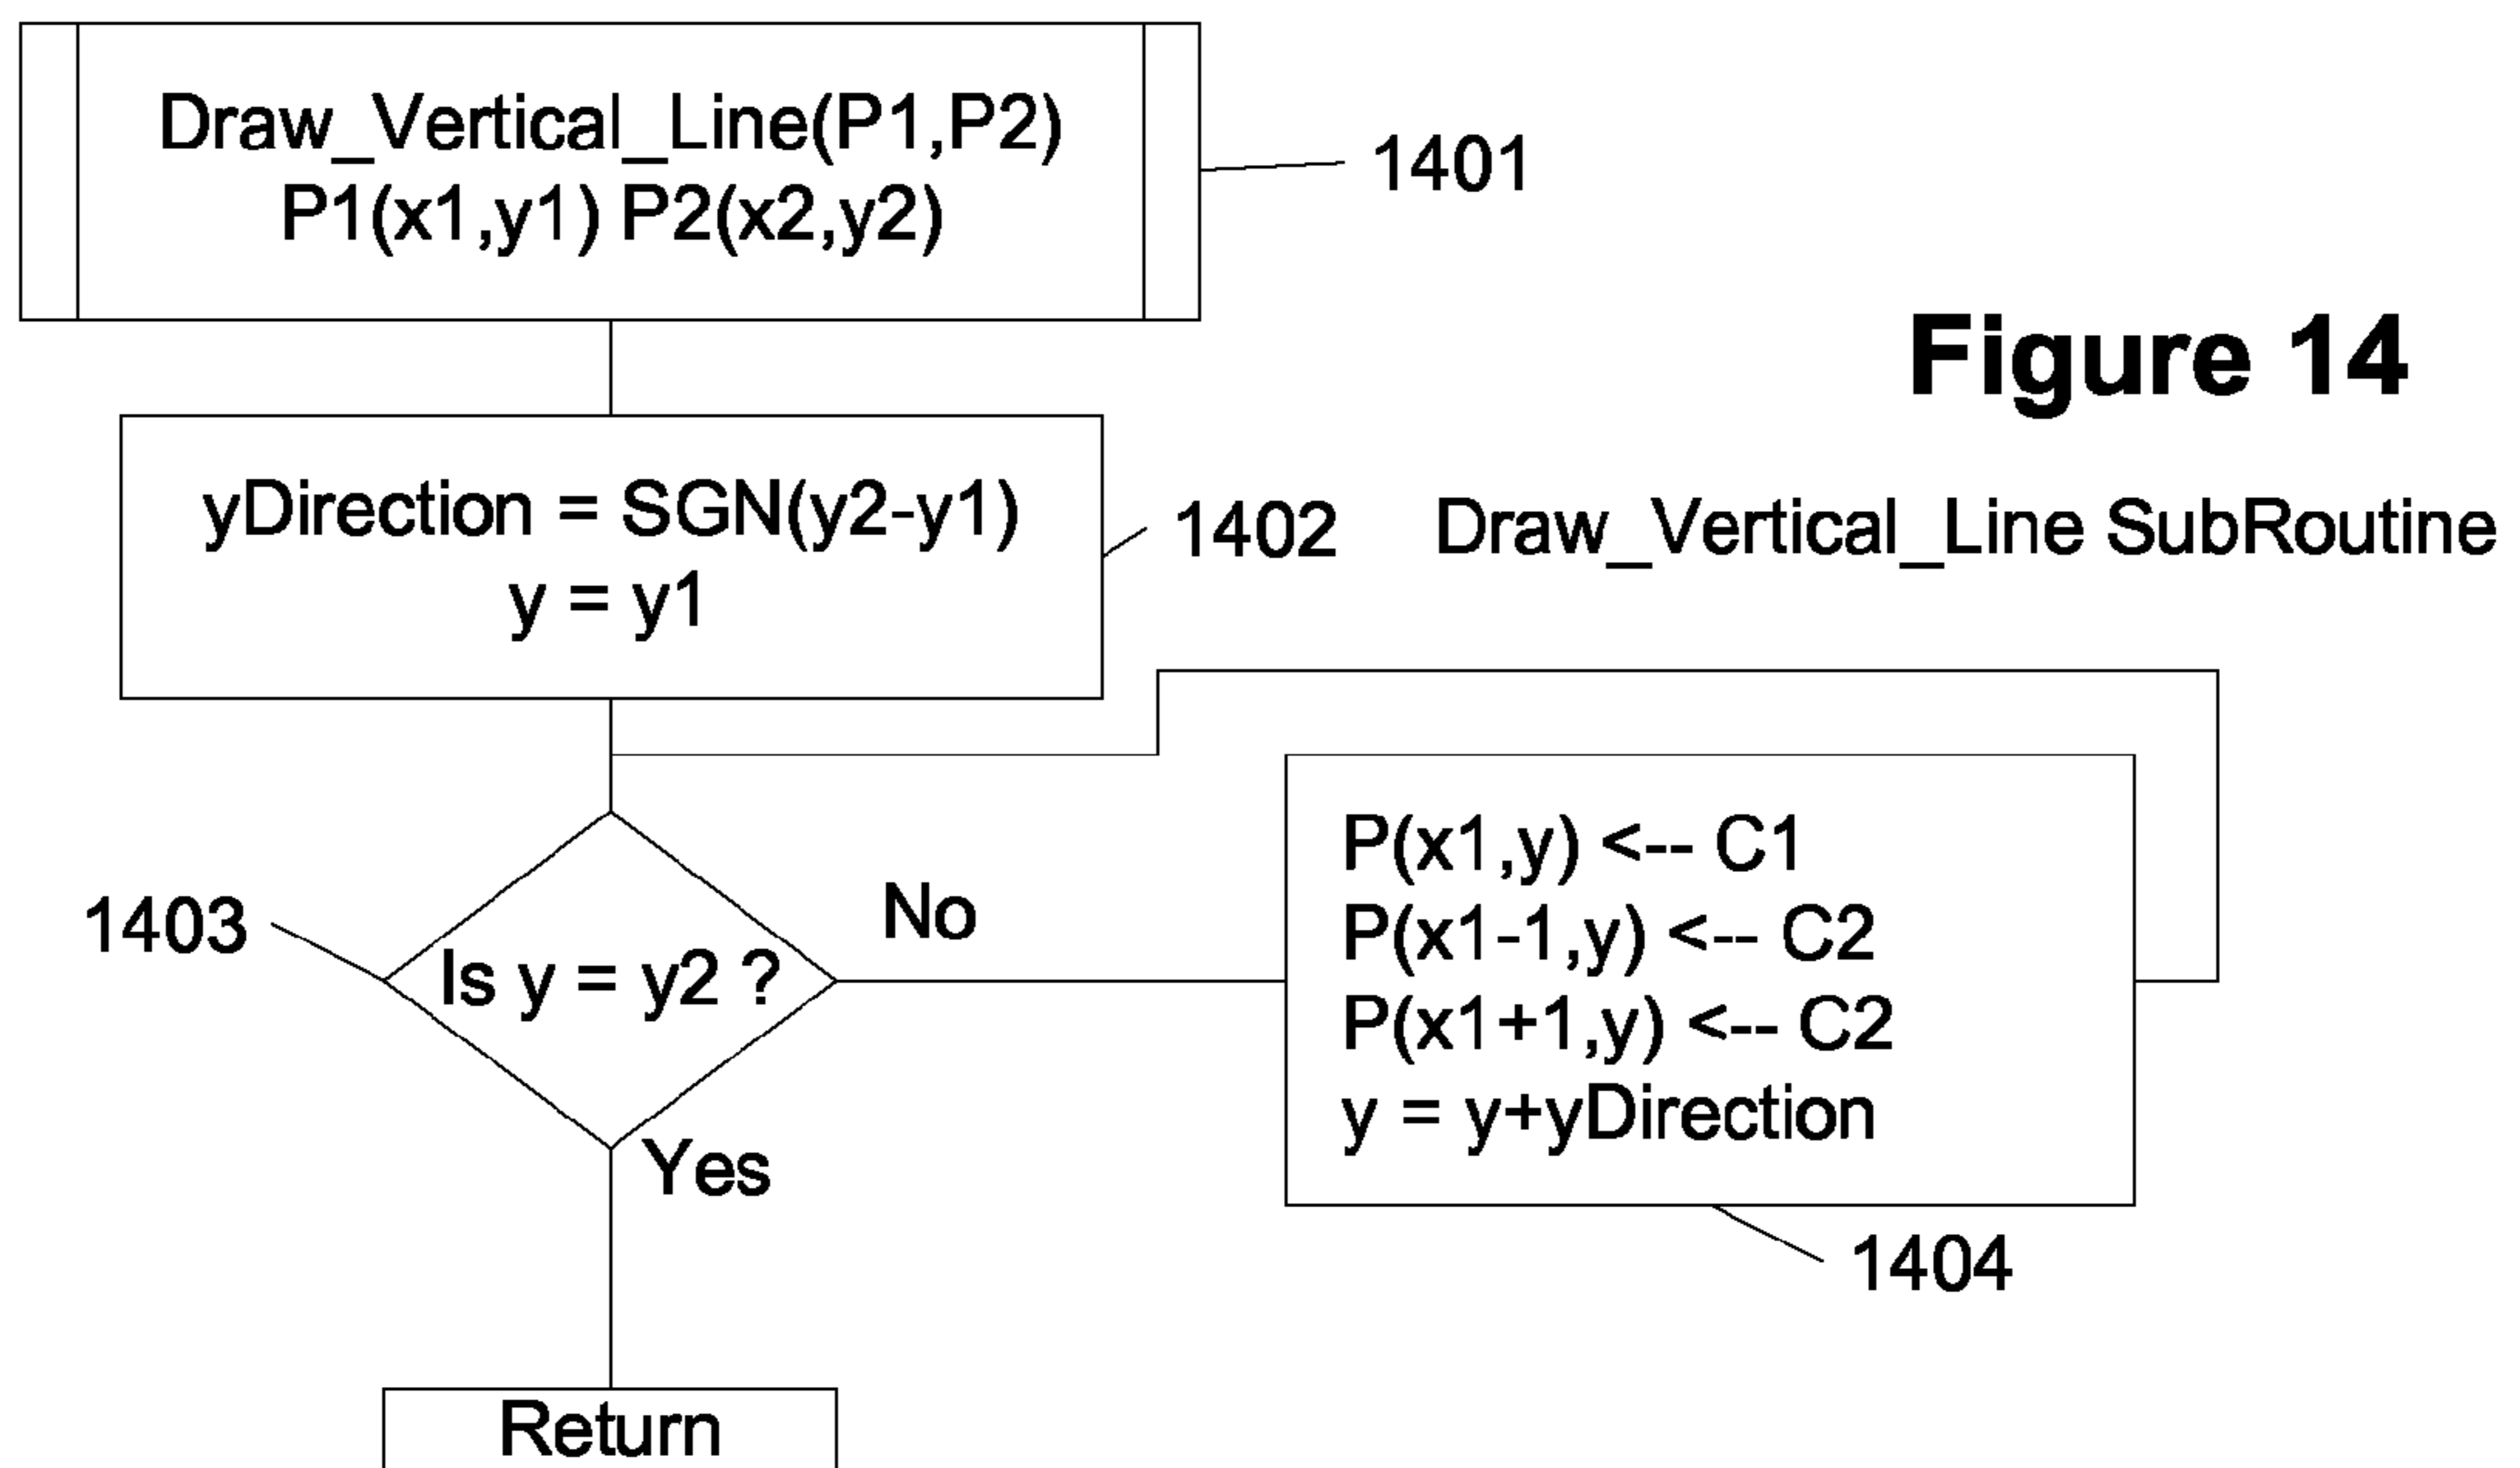 Draw_Vertical_Line(P1,P2)
P1(x1,y1) P2(x2,y2)
1401
Figure 14
yDirection = SGN(y2-y1)
y = y1
1402
Draw_Vertical_Line SubRoutine
1403
Is y = y2 ?
No
Yes
P(x1,y) <-- C1
P(x1-1,y) <-- C2
P(x1+1,y) <-- C2
y = y+yDirection
1404
Return